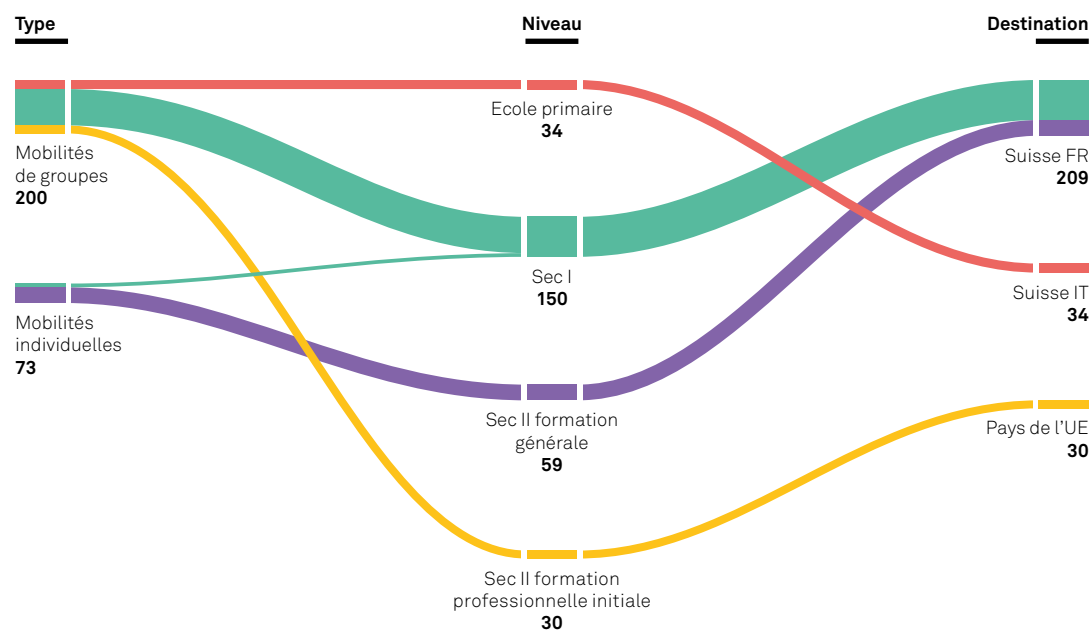 Type
Niveau
Destination
Mobilités
de groupes
200
Mobilités
individuelles
73
Ecole primaire
34
Sec I
150
Sec II formation
générale
59
Sec II formation
professionnelle initiale
30
Suisse FR
209
Suisse IT
34
Pays de l’UE
30